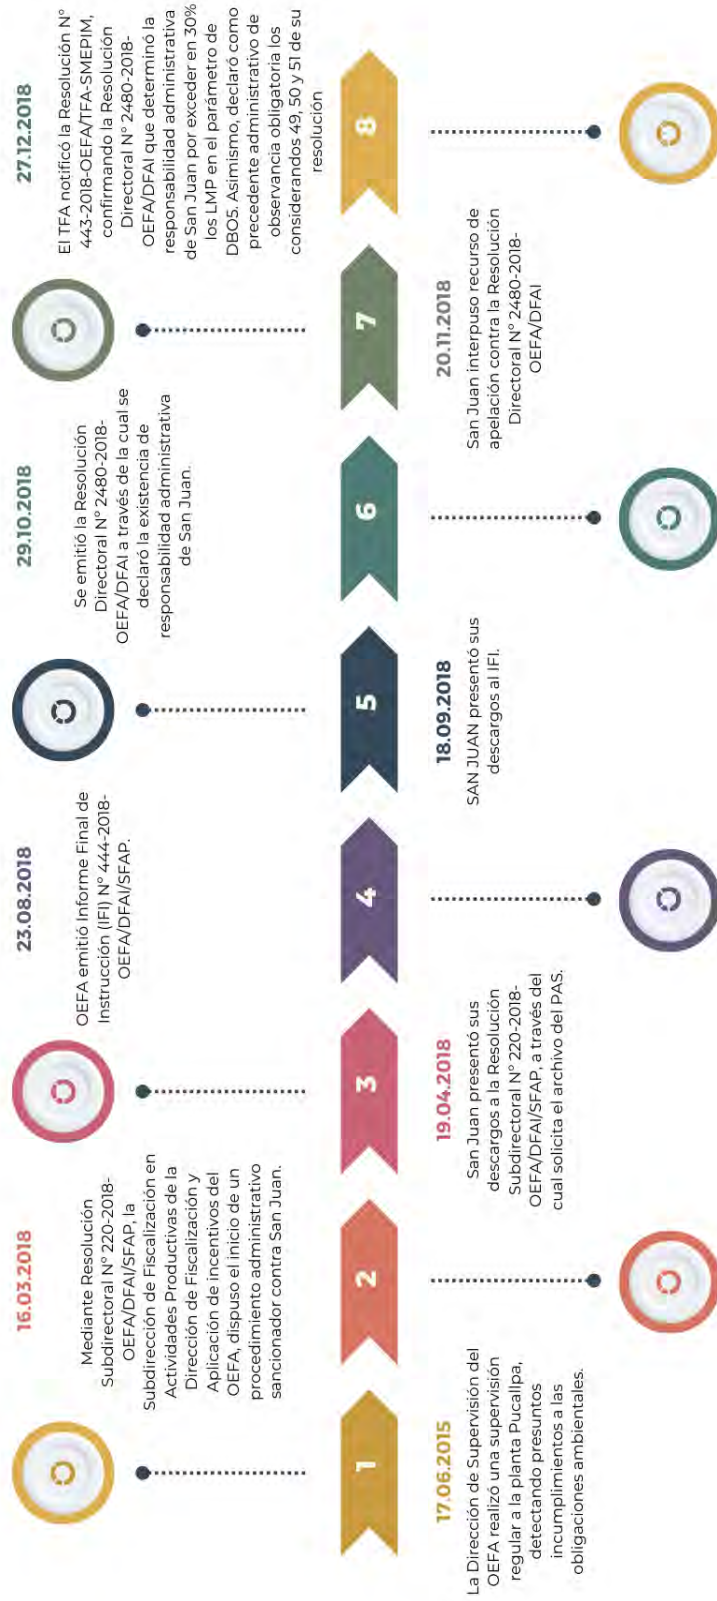 1
17.06.2015
La Dirección de Supervisión del
OEFA realizó una supervisión
regular a la planta Pucallpa,
detectando presuntos
incumplimientos a las
obligaciones ambientales.
2
16.03.2018
Mediante Resolución
Subdirectoral N° 220-2018-
OEFA/DFAI/SFAP, la
Subdirección de Fiscalización en
Actividades Productivas de la
Dirección de Fiscalización y
Aplicación de incentivos del
OEFA, dispuso el inicio de un
procedimiento administrativo
sancionador contra San Juan.
3
19.04.2018
San Juan presentó sus
descargos a la Resolución
Subdirectoral N° 220-2018-
OEFA/DFAI/SFAP, a través del
cual solicita el archivo del PAS.
4
23.08.2018
OEFA emitió Informe Final de
Instrucción (IFI) N° 444-2018-
OEFA/DFAI/SFAP.
5
18.09.2018
SAN JUAN presentó sus
descargos al IFI.
6
29.10.2018
Se emitió la Resolución
Directoral N° 2480-2018-
OEFA/DFAI a través de la cual se
declaró la existencia de
responsabilidad administrativa
de San Juan.
7
20.11.2018
San Juan interpuso recurso de
apelación contra la Resolución
Directoral N° 2480-2018-
OEFA/DFAI
8
27.12.2018
El TFA notificó la Resolución N°
443-2018-OEFA/TFA-SMEPIM,
confirmando la Resolución
Directoral N° 2480-2018-
OEFA/DFAI que determinó la
responsabilidad administrativa
de San Juan por exceder en 30%
los LMP en el parámetro de
DBO5. Asimismo, declaró como
precedente administrativo de
observancia obligatoria los
considerandos 49, 50 y 51 de su
resolución